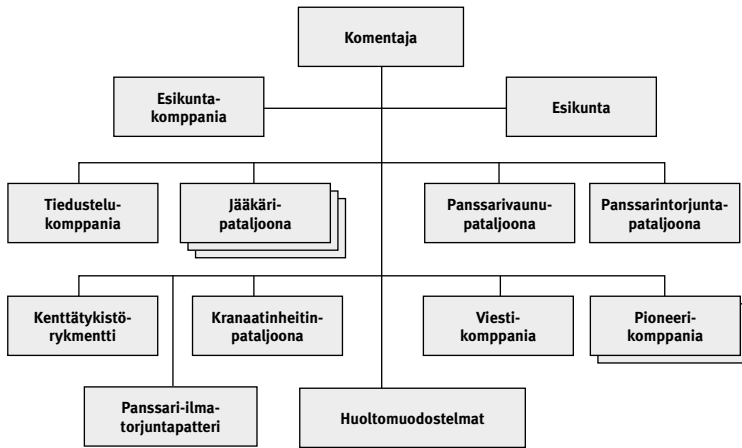 Komentaja
Esikunta-
komppania
Esikunta
Tiedustelu-
komppania
Jääkäri-
pataljoona
Panssarivaunu-
pataljoona
Panssarintorjunta-
pataljoona
Kenttätykistö-
rykmentti
Kranaatinheitin-
pataljoona
Viesti-
komppania
Pioneeri-
komppania
Panssari-ilma-
torjuntapatteri
Huoltomuodostelmat